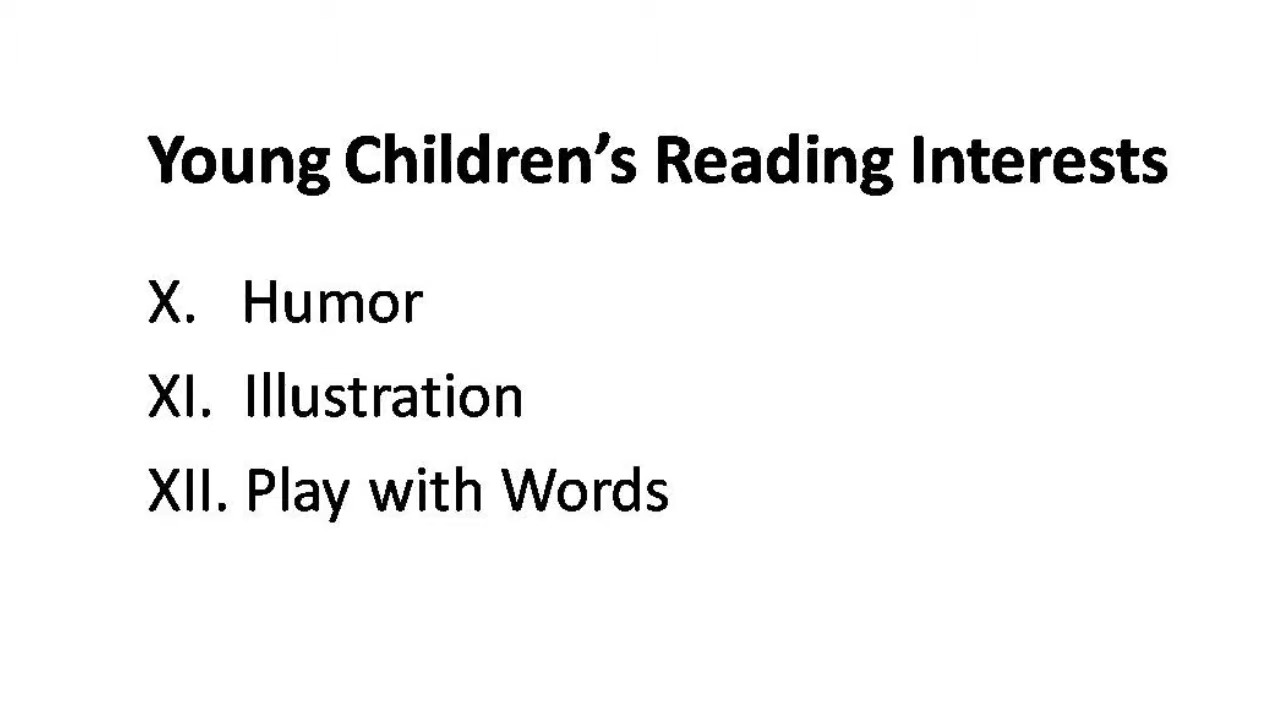 Young Children’s Reading Interests
X. Humor
XI. Illustration
XII. Play with Words